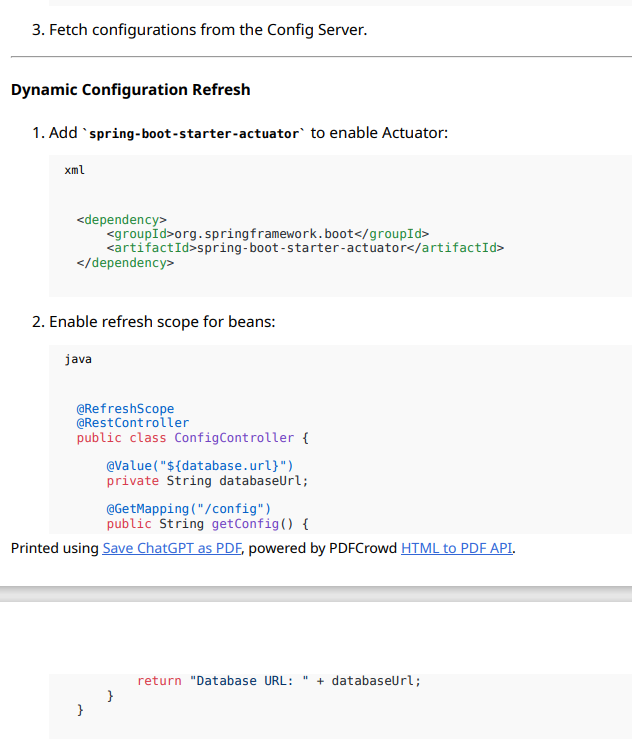 3. Fetch configurations from the Config Server.
Dynamic Configuration Refresh
1. Add `spring-boot-starter-actuator` to enable Actuator:
xml
<dependency>
    <groupId>org.springframework.boot</groupId>
    <artifactId>spring-boot-starter-actuator</artifactId>
</dependency>
2. Enable refresh scope for beans:
java
@RefreshScope
@RestController
public class ConfigController {
    @Value("${database.url}")
    private String databaseUrl;
    @GetMapping("/config")
    public String getConfig() {
Printed using Save ChatGPT as PDF, powered by PDFCrowd HTML to PDF API.
        return "Database URL: " + databaseUrl;
    }
}